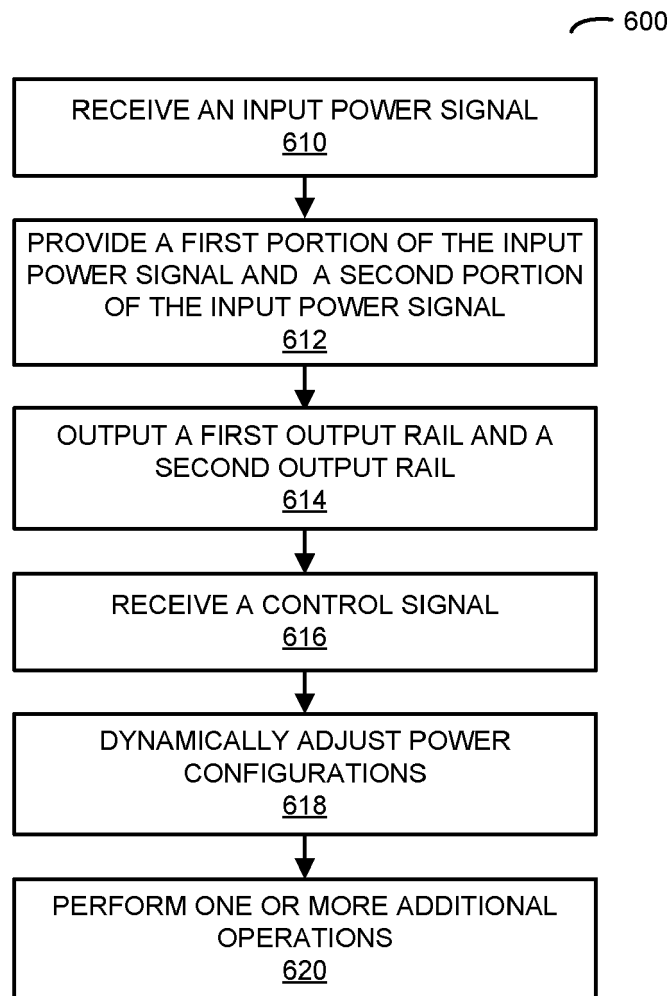 600
RECEIVE AN INPUT POWER SIGNAL
610
PROVIDE A FIRST PORTION OF THE INPUT
POWER SIGNAL AND A SECOND PORTION
OF THE INPUT POWER SIGNAL
612
OUTPUT A FIRST OUTPUT RAIL AND A
SECOND OUTPUT RAIL
614
RECEIVE A CONTROL SIGNAL
616
DYNAMICALLY ADJUST POWER
CONFIGURATIONS
618
PERFORM ONE OR MORE ADDITIONAL
OPERATIONS
620